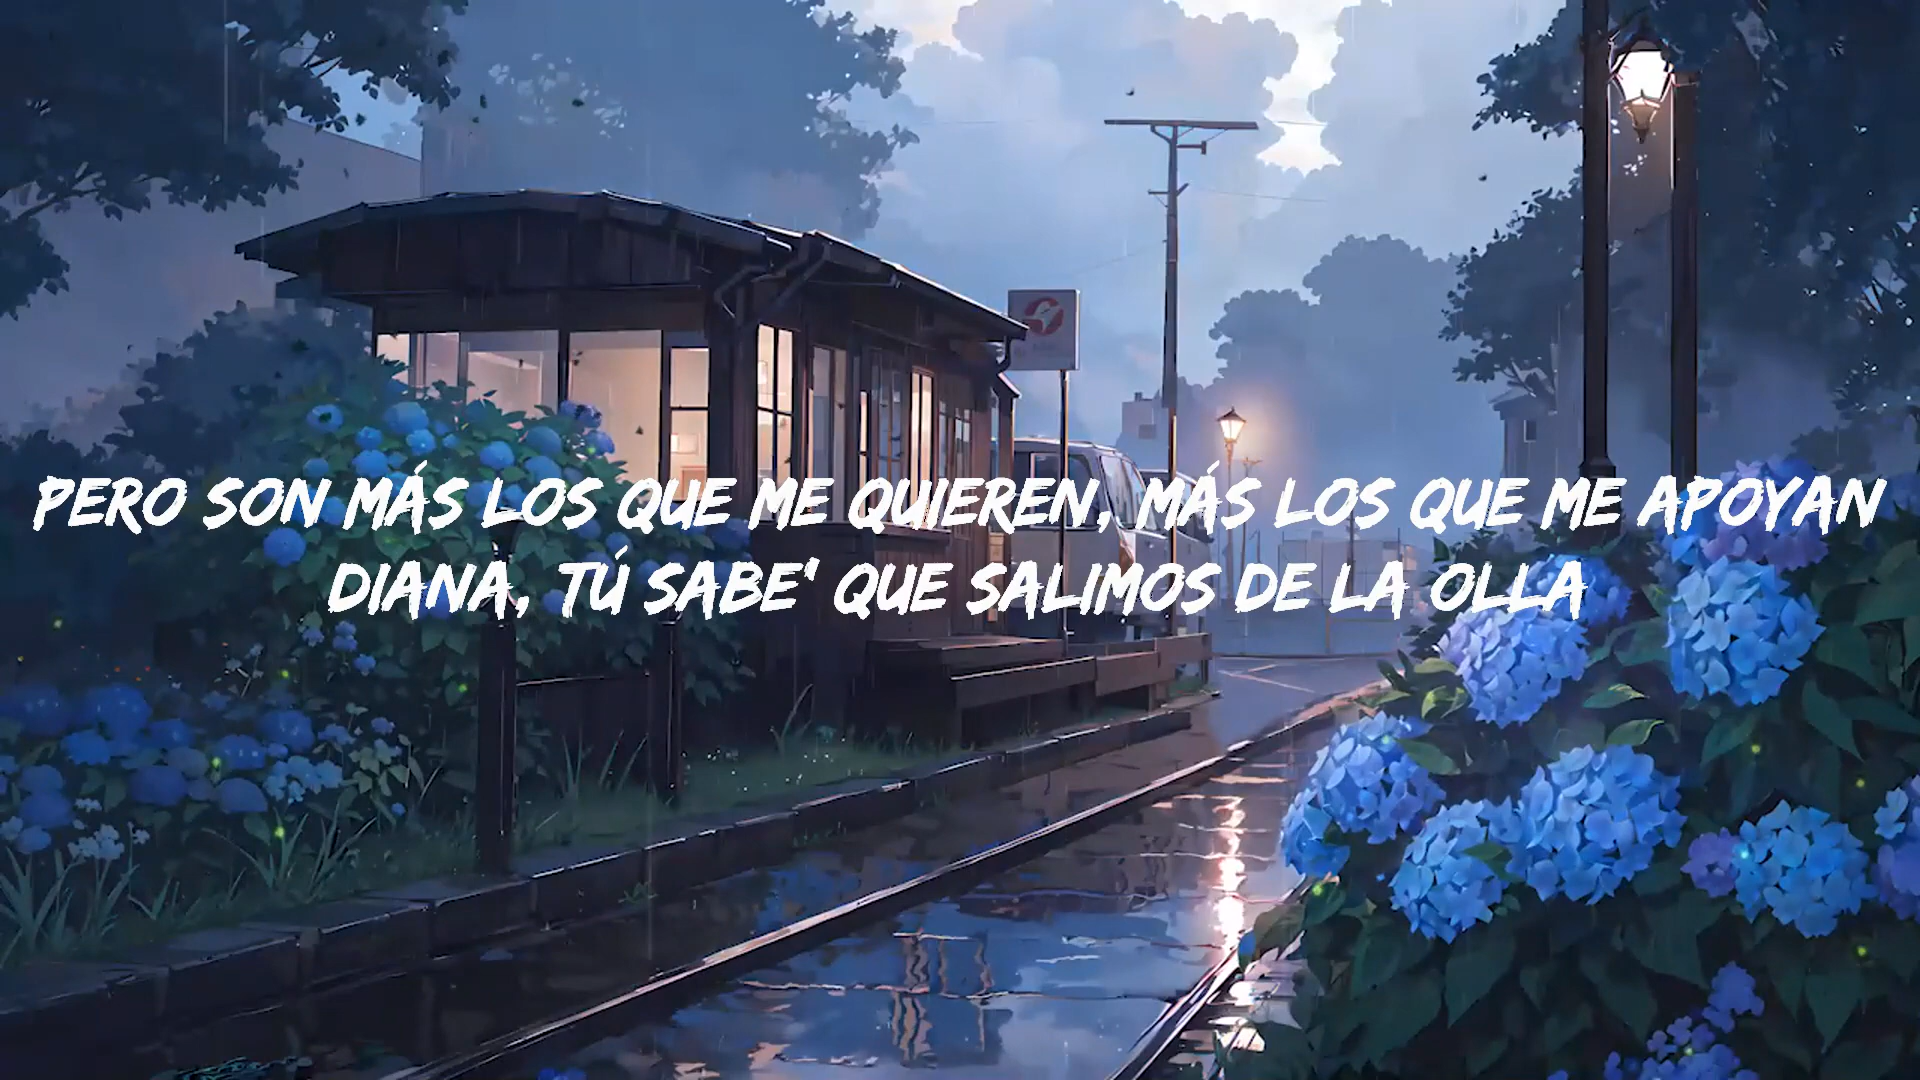 PERO SON MÁS LOS QUE ME QUIEREN, MÁS LOS QUE ME APOYAN
DIANA, TÚ SABE' QUE SALIMOS DE LA OLLA